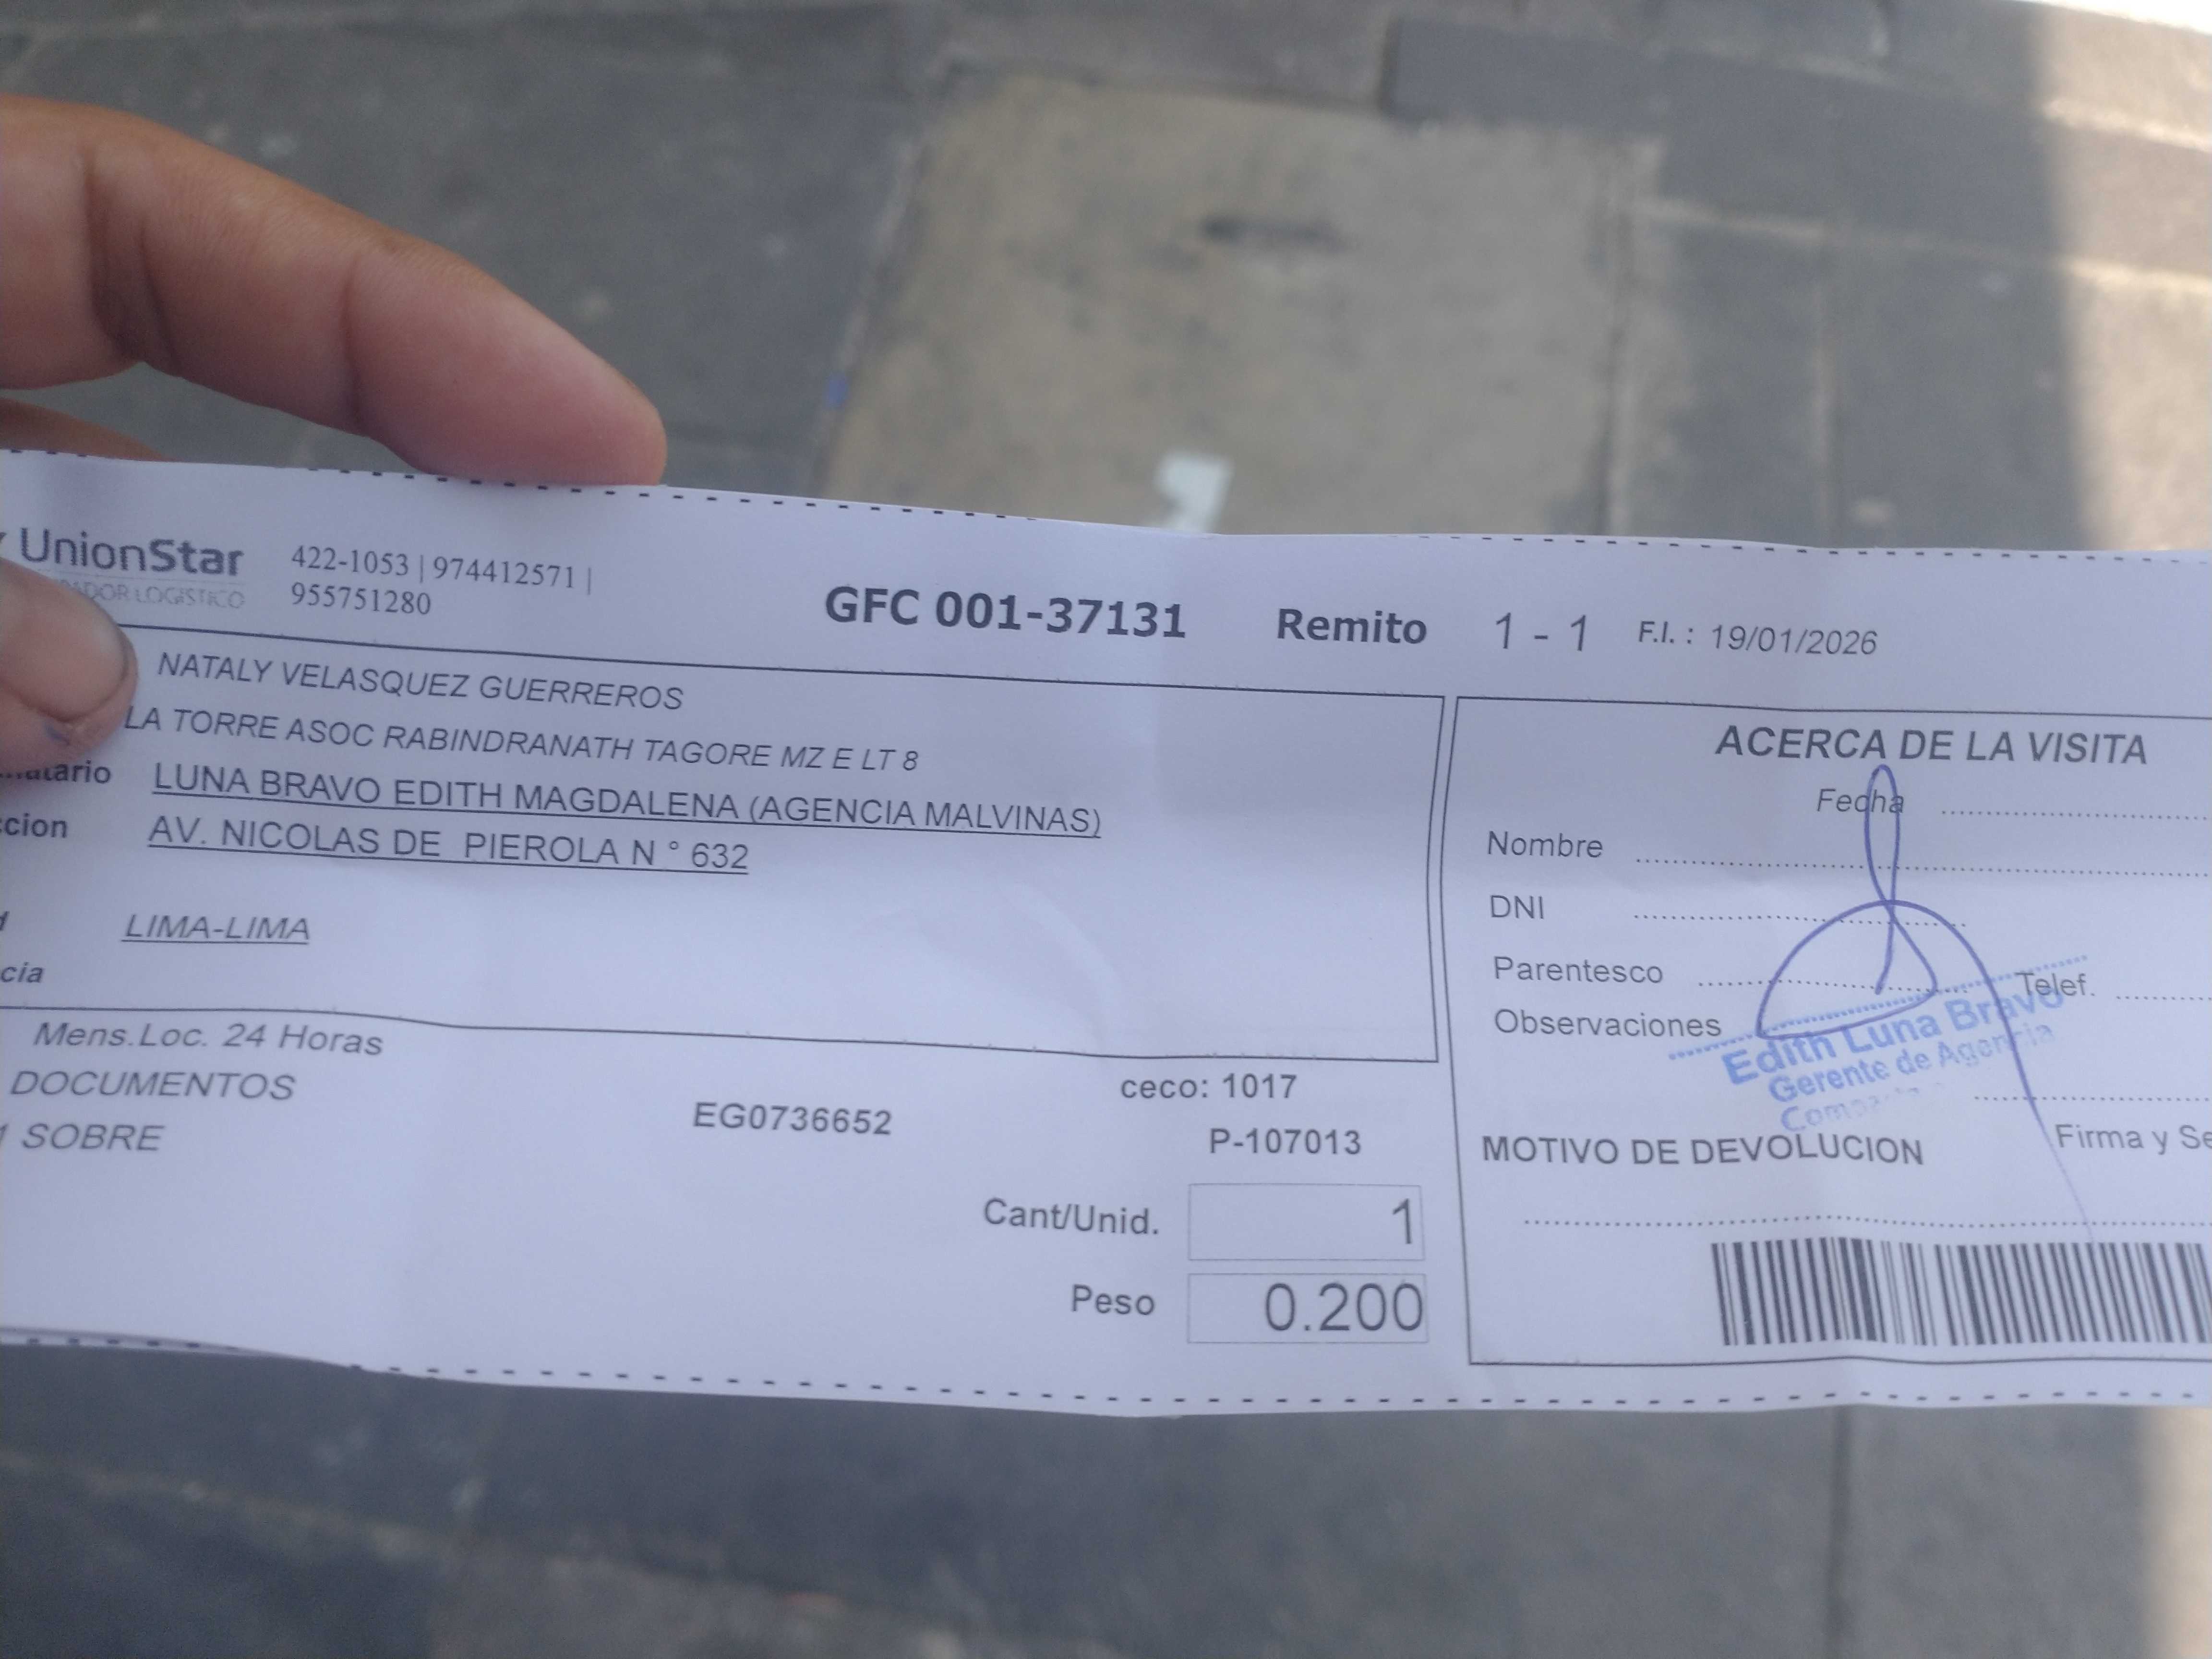 UnionStar
422-1053 | 974412571 |
955751280
GFC 001-37131 Remito 1 - 1 F.I. : 19/01/2026
NATALY VELASQUEZ GUERREROS
LA TORRE ASOC RABINDRANATH TAGORE MZ E LT 8
LUNA BRAVO EDITH MAGDALENA (AGENCIA MALVINAS)
AV. NICOLAS DE PIEROLA N ° 632
LIMA-LIMA
Mens.Loc. 24 Horas
DOCUMENTOS
1 SOBRE
EG0736652
ceco: 1017
P-107013
Cant/Unid. 1
Peso 0.200
ACERCA DE LA VISITA
Fecha
Nombre
DNI
Parentesco
Telef.
Observaciones
Edith Luna Bravo
Gerente de Agencia
Firma y
MOTIVO DE DEVOLUCION